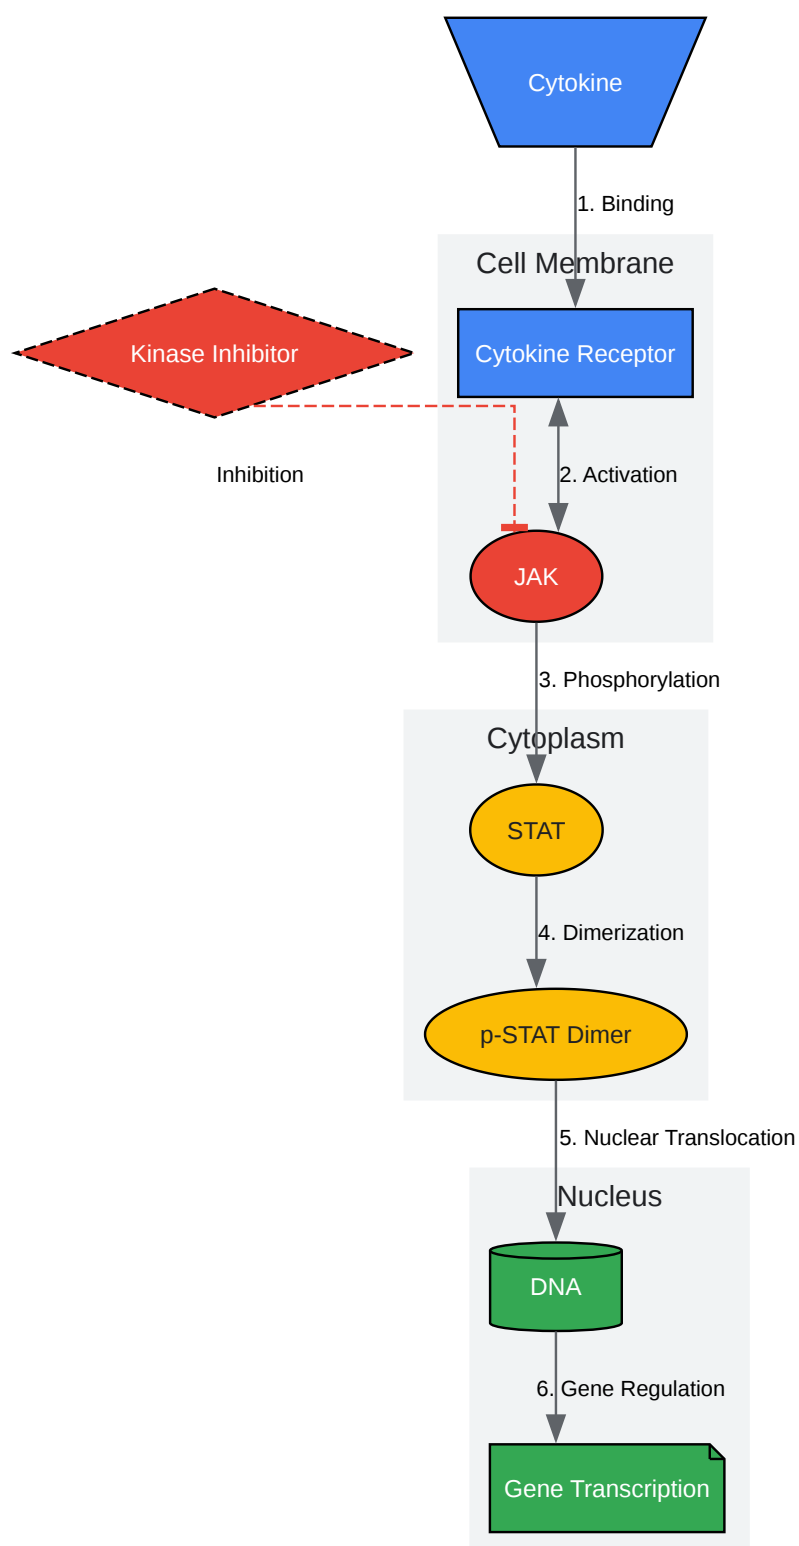 Cytokine
1. Binding
Cell Membrane
Kinase Inhibitor
Cytokine Receptor
Inhibition
2. Activation
JAK
3. Phosphorylation
Cytoplasm
STAT
4. Dimerization
p-STAT Dimer
5. Nuclear Translocation
Nucleus
DNA
6. Gene Regulation
Gene Transcription